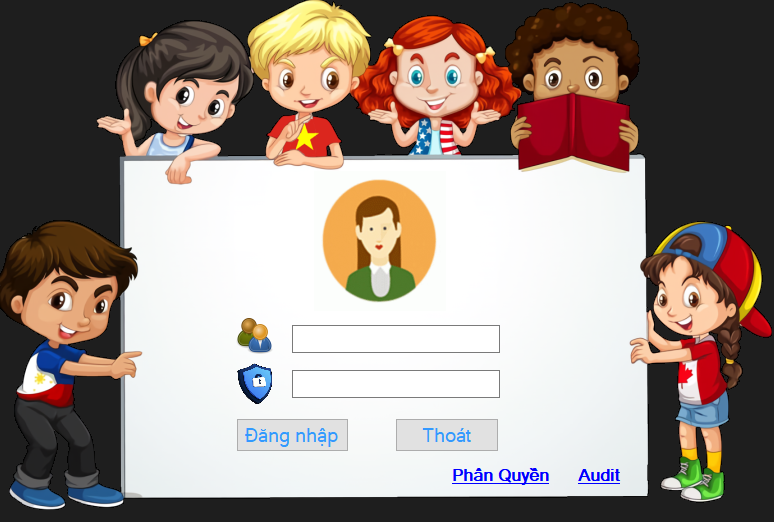 Đăng nhập
Thoát
Phân Quyền
Audit